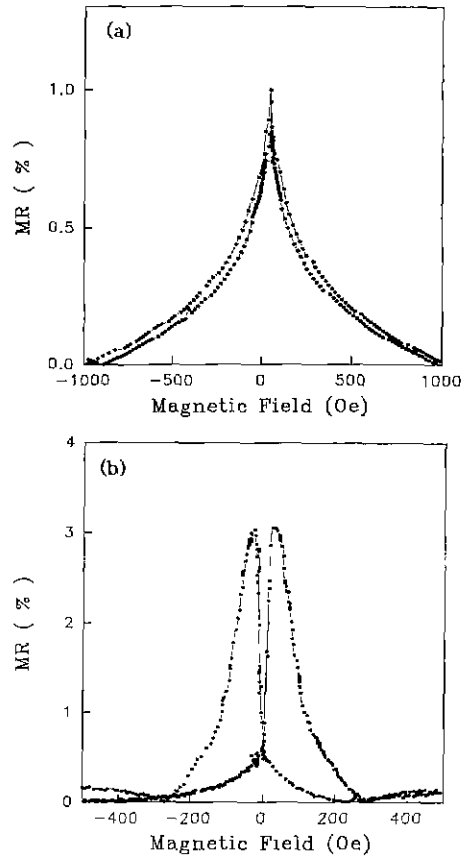 (a)
1.0
0.5
0.0
MR ( % )
-1000 -500 0 500 1000
Magnetic Field (Oe)
(b)
4
3
2
1
0
MR ( % )
-400 -200 0 200 400
Magnetic Field (Oe)